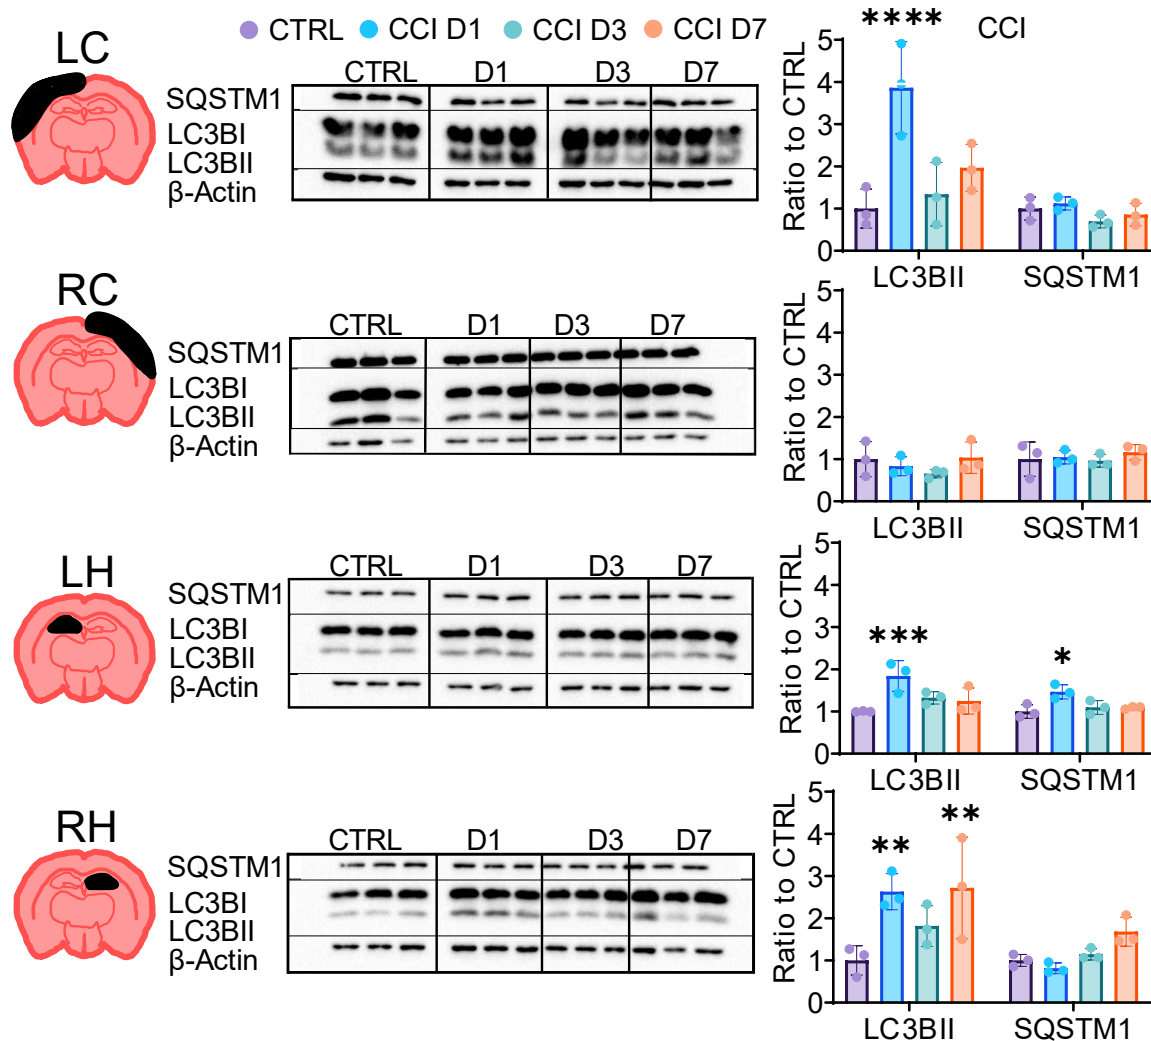 CTRL CCI D1 CCI D3 CCI D7
LC
CTRL D1 D3 D7
SQSTM1
LC3BI
LC3BII
β-Actin
CCI
****
Ratio to CTRL
5
4
3
2
1
0
LC3BII SQSTM1
RC
CTRL D1 D3 D7
SQSTM1
LC3BI
LC3BII
β-Actin
Ratio to CTRL
5
4
3
2
1
0
LC3BII SQSTM1
LH
CTRL D1 D3 D7
SQSTM1
LC3BI
LC3BII
β-Actin
Ratio to CTRL
5
4
3
2
1
0
***
*
LC3BII SQSTM1
RH
CTRL D1 D3 D7
SQSTM1
LC3BI
LC3BII
β-Actin
Ratio to CTRL
5
4
3
2
1
0
**
**
LC3BII SQSTM1